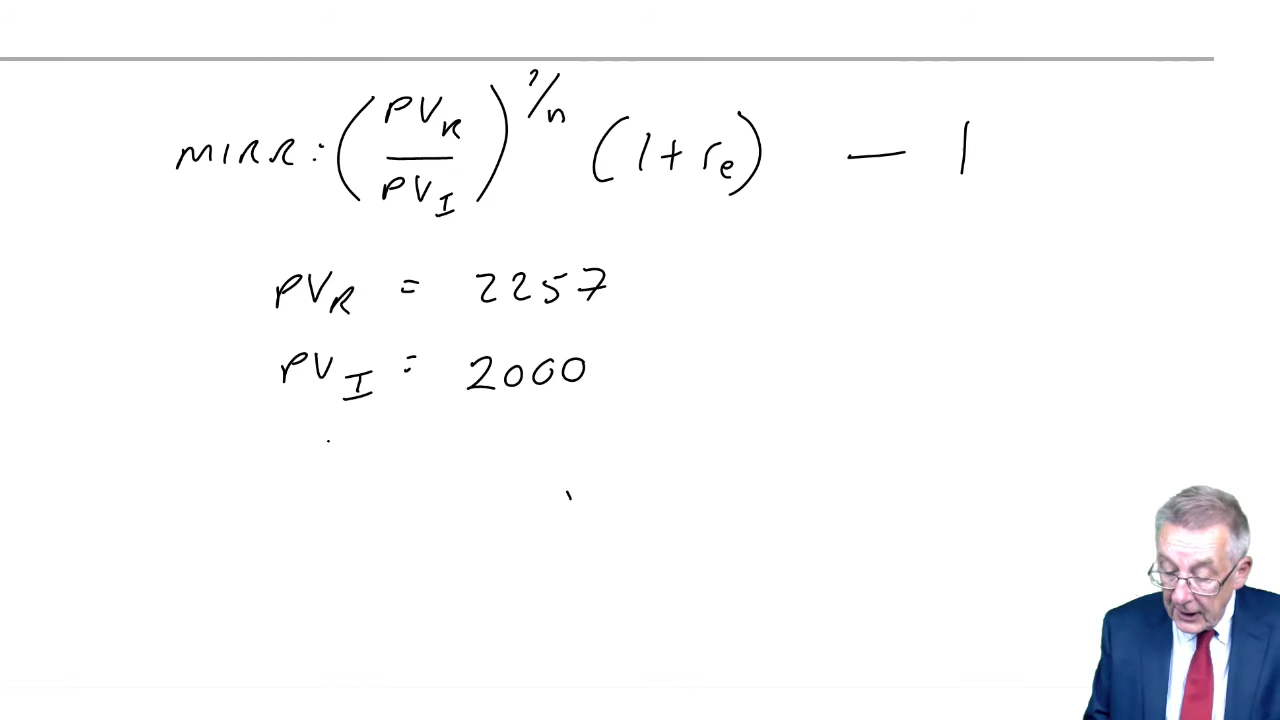 MIRR: (PV_R / PV_I)^{1/n} (1 + r_e) — 1
PV_R = 2257
PV_I = 2000